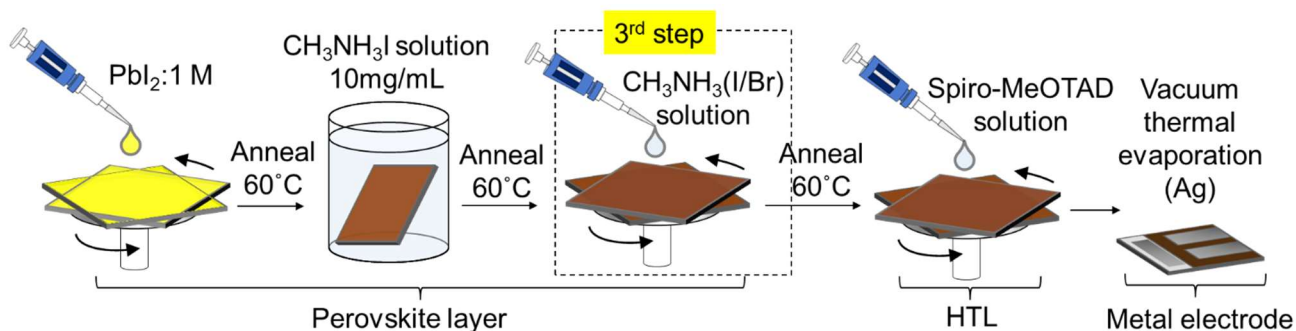 PbI₂:1 M
Anneal
60˚C
CH₃NH₃I solution
10mg/mL
Anneal
60˚C
3ʳᵈ step
CH₃NH₃(I/Br)
solution
Anneal
60˚C
Spiro-MeOTAD
solution
Vacuum
thermal
evaporation
(Ag)
Perovskite layer
HTL
Metal electrode